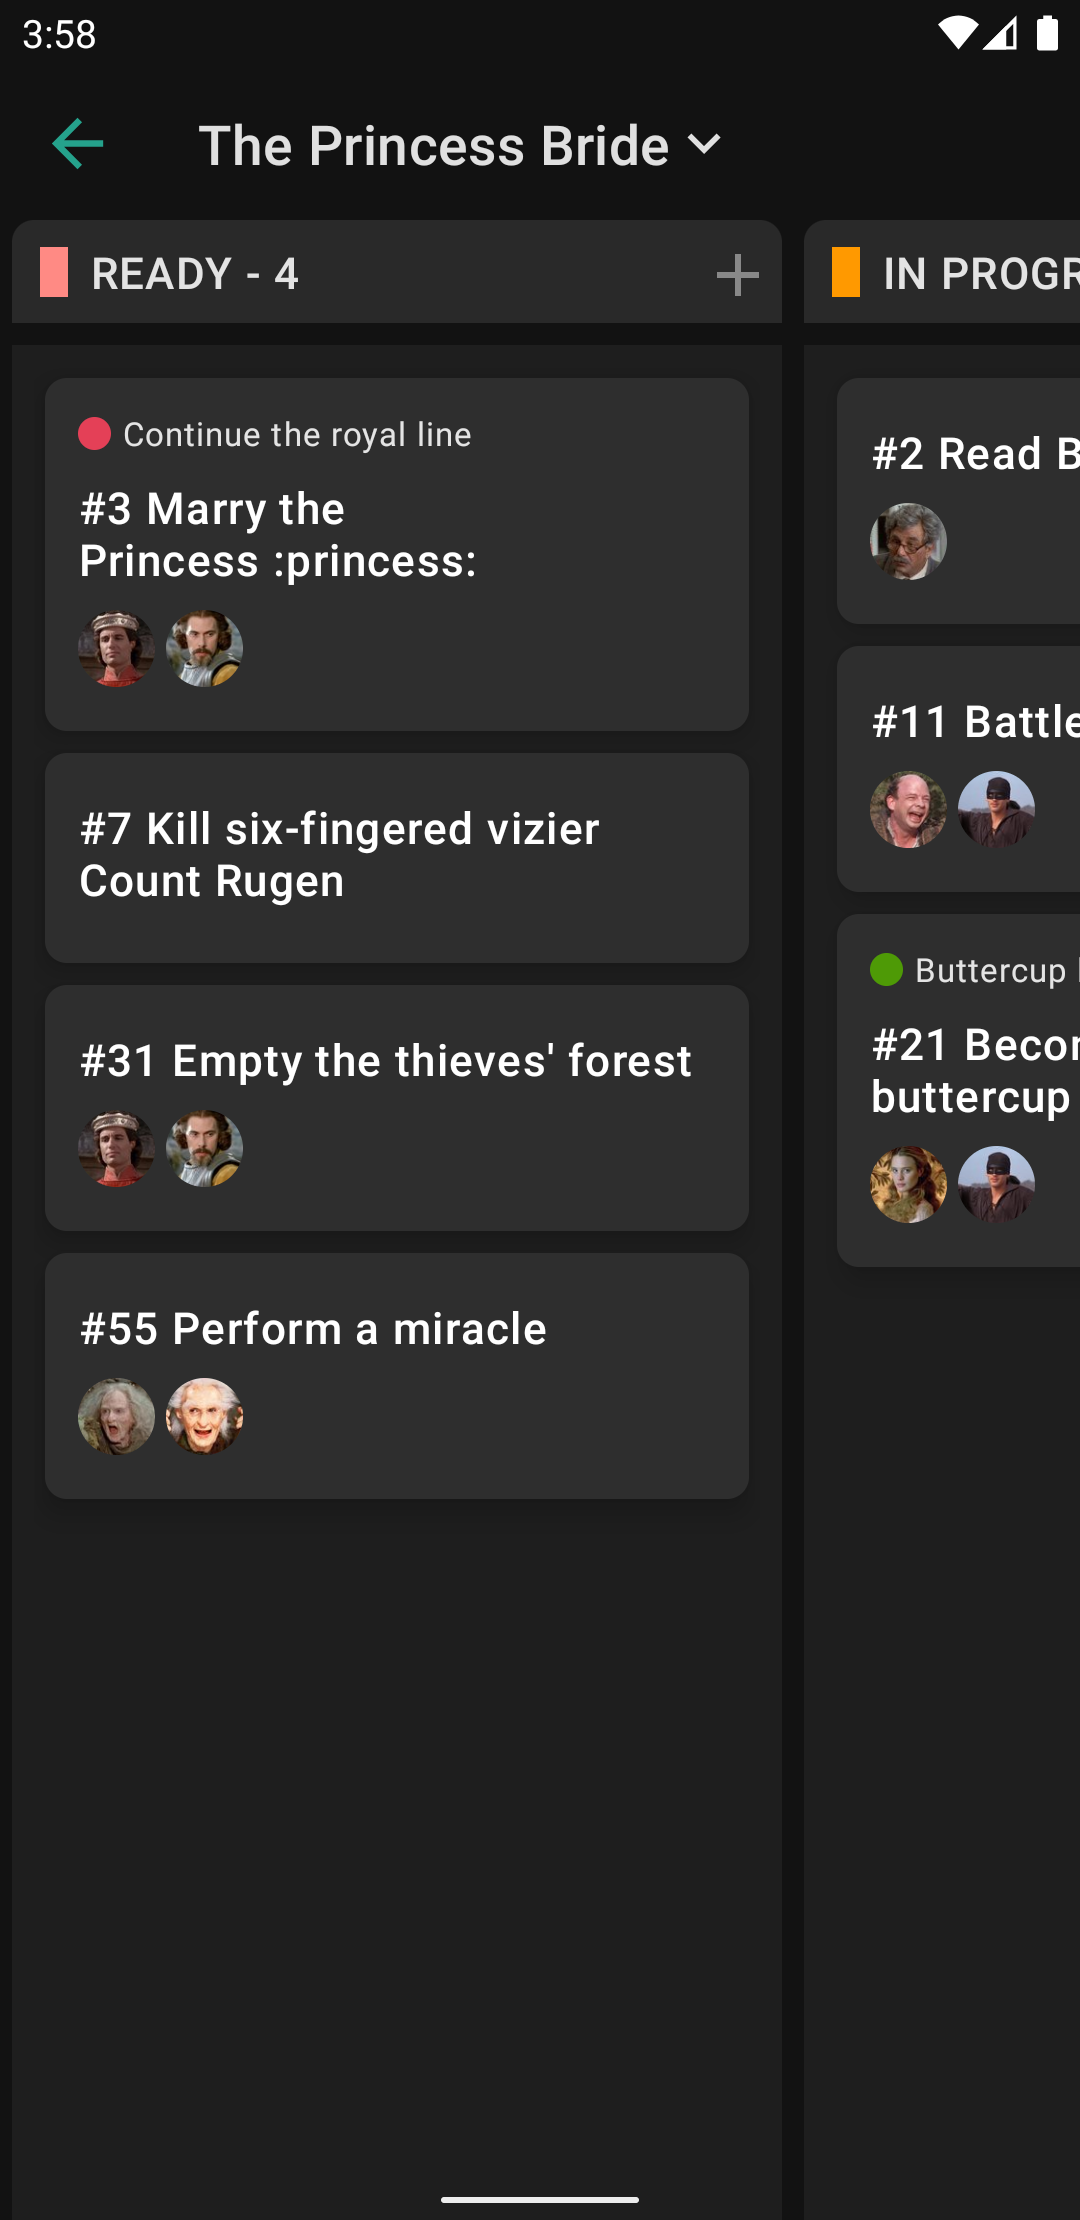 3:58
The Princess Bride
READY - 4
Continue the royal line
#3 Marry the
Princess :princess:
#7 Kill six-fingered vizier
Count Rugen
#31 Empty the thieves' forest
#55 Perform a miracle
IN PROGR
#2 Read B
#11 Battle
Buttercup
#21 Becom
buttercup